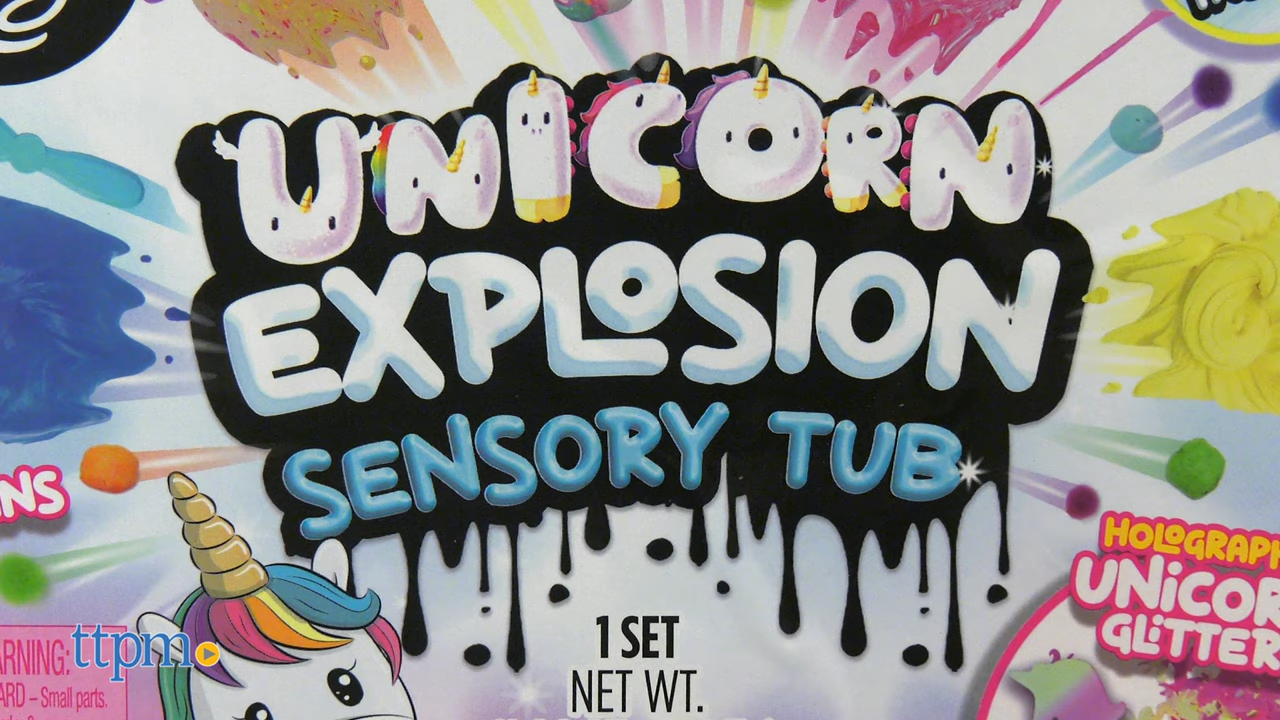 UNICORN
EXPLOSION
SENSORY TUB
NS
HOLOGRAPH
UNiCOR
GLiTTER
1 SET
NET WT.
ARNING:
ARD – Small parts.
ttpm